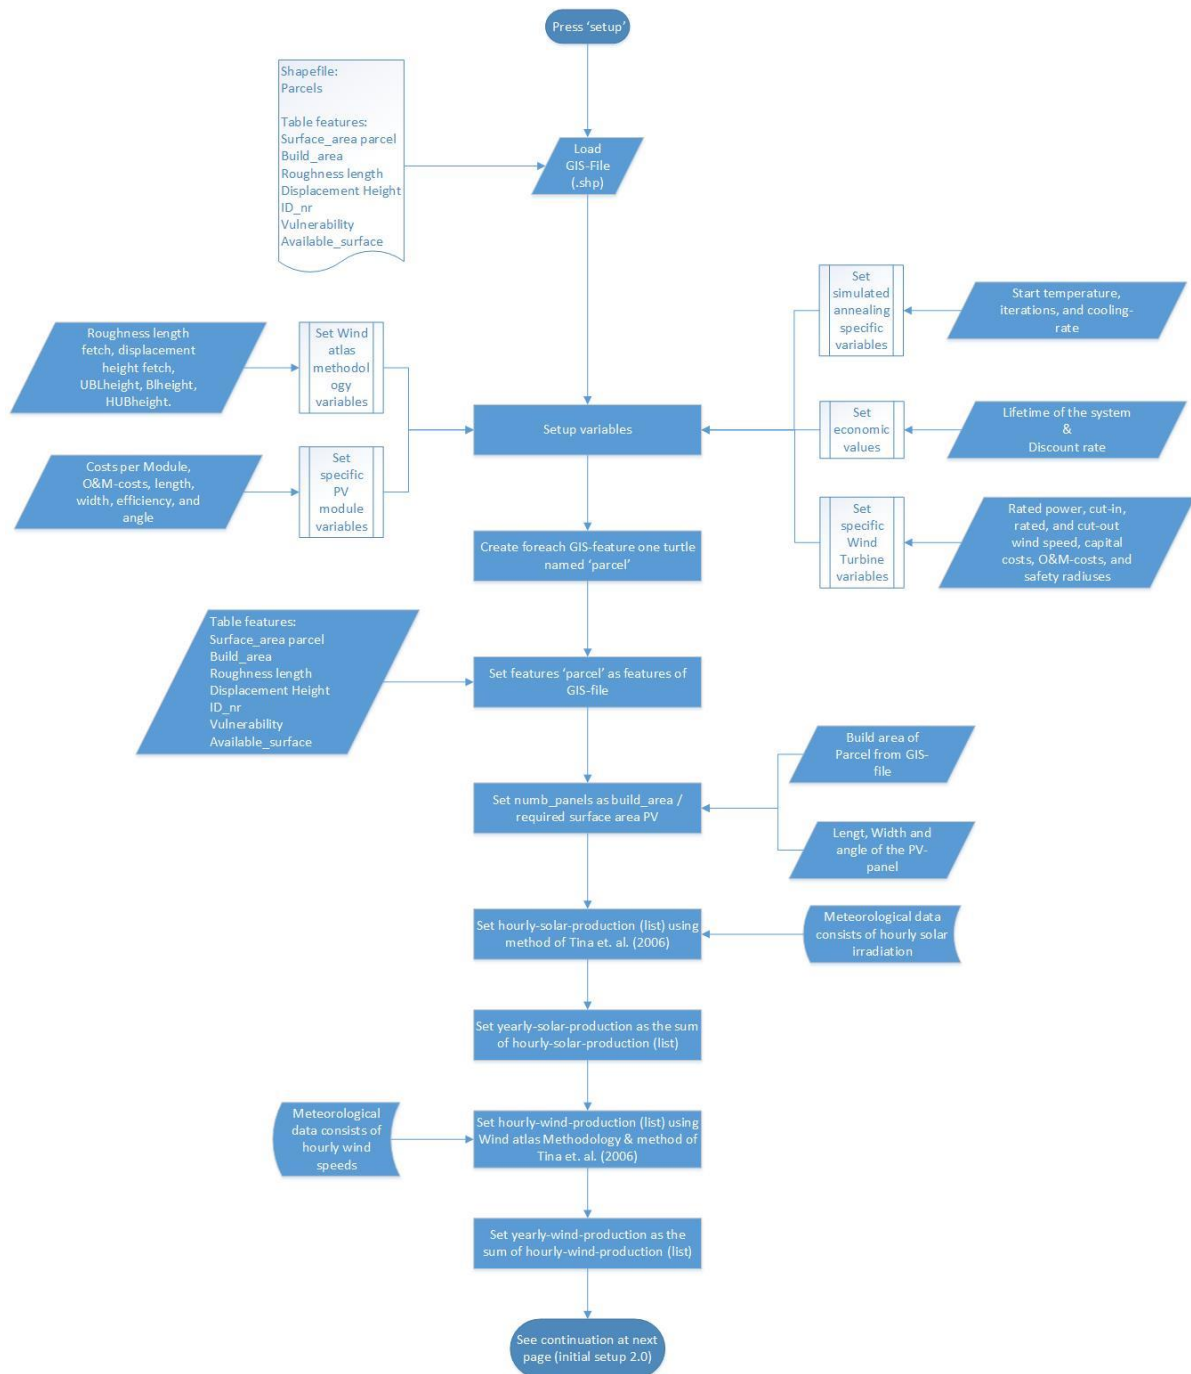 Press ‘setup’
Shapefile:
Parcels
Table features:
Surface_area parcel
Build_area
Roughness length
Displacement Height
ID_nr
Vulnerability
Available_surface
Load
GIS-File
(.shp)
Set
simulated
annealing
specific
variables
Start temperature,
iterations, and cooling-
rate
Roughness length
fetch, displacement
height fetch,
UBLheight, Blheight,
HUBheight.
Set Wind
atlas
methodol
ogy
variables
Setup variables
Set
economic
values
Lifetime of the system
&
Discount rate
Costs per Module,
O&M-costs, length,
width, efficiency, and
angle
Set
specific
PV
module
variables
Set
specific
Wind
Turbine
variables
Rated power, cut-in,
rated, and cut-out
wind speed, capital
costs, O&M-costs, and
safety radiuses
Create foreach GIS-feature one turtle
named ‘parcel’
Table features:
Surface_area parcel
Build_area
Roughness length
Displacement Height
ID_nr
Vulnerability
Available_surface
Set features ‘parcel’ as features of
GIS-file
Build area of
Parcel from GIS-
file
Set numb_panels as build_area /
required surface area PV
Lengt, Width and
angle of the PV-
panel
Set hourly-solar-production (list) using
method of Tina et. al. (2006)
Meteorological data
consists of hourly solar
irradiation
Set yearly-solar-production as the sum
of hourly-solar-production (list)
Meteorological
data consists of
hourly wind
speeds
Set hourly-wind-production (list) using
Wind atlas Methodology & method of
Tina et. al. (2006)
Set yearly-wind-production as the
sum of hourly-wind-production (list)
See continuation at next
page (initial setup 2.0)